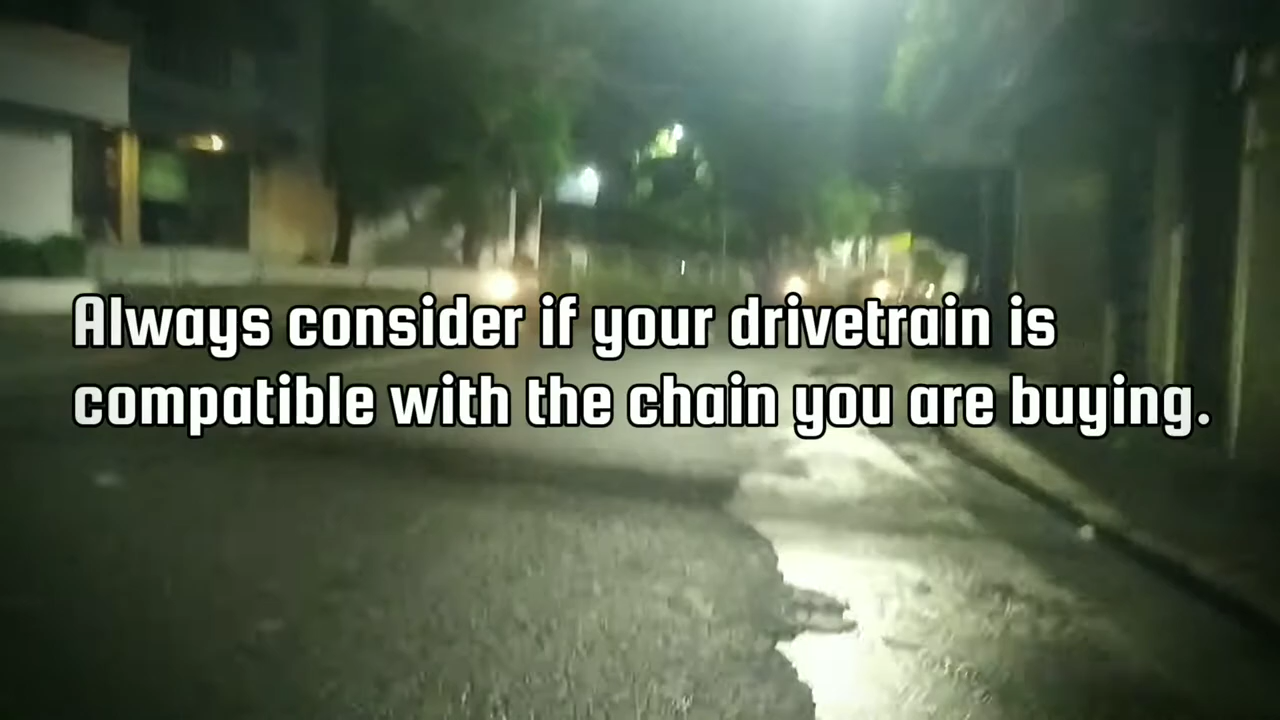 Always consider if your drivetrain is
compatible with the chain you are buying.